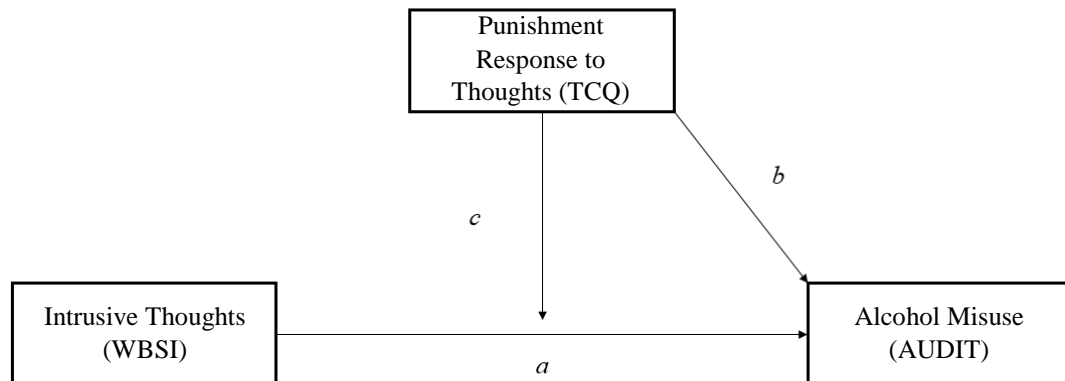 Punishment
Response to
Thoughts (TCQ)
b
c
Intrusive Thoughts
(WBSI)
Alcohol Misuse
(AUDIT)
a